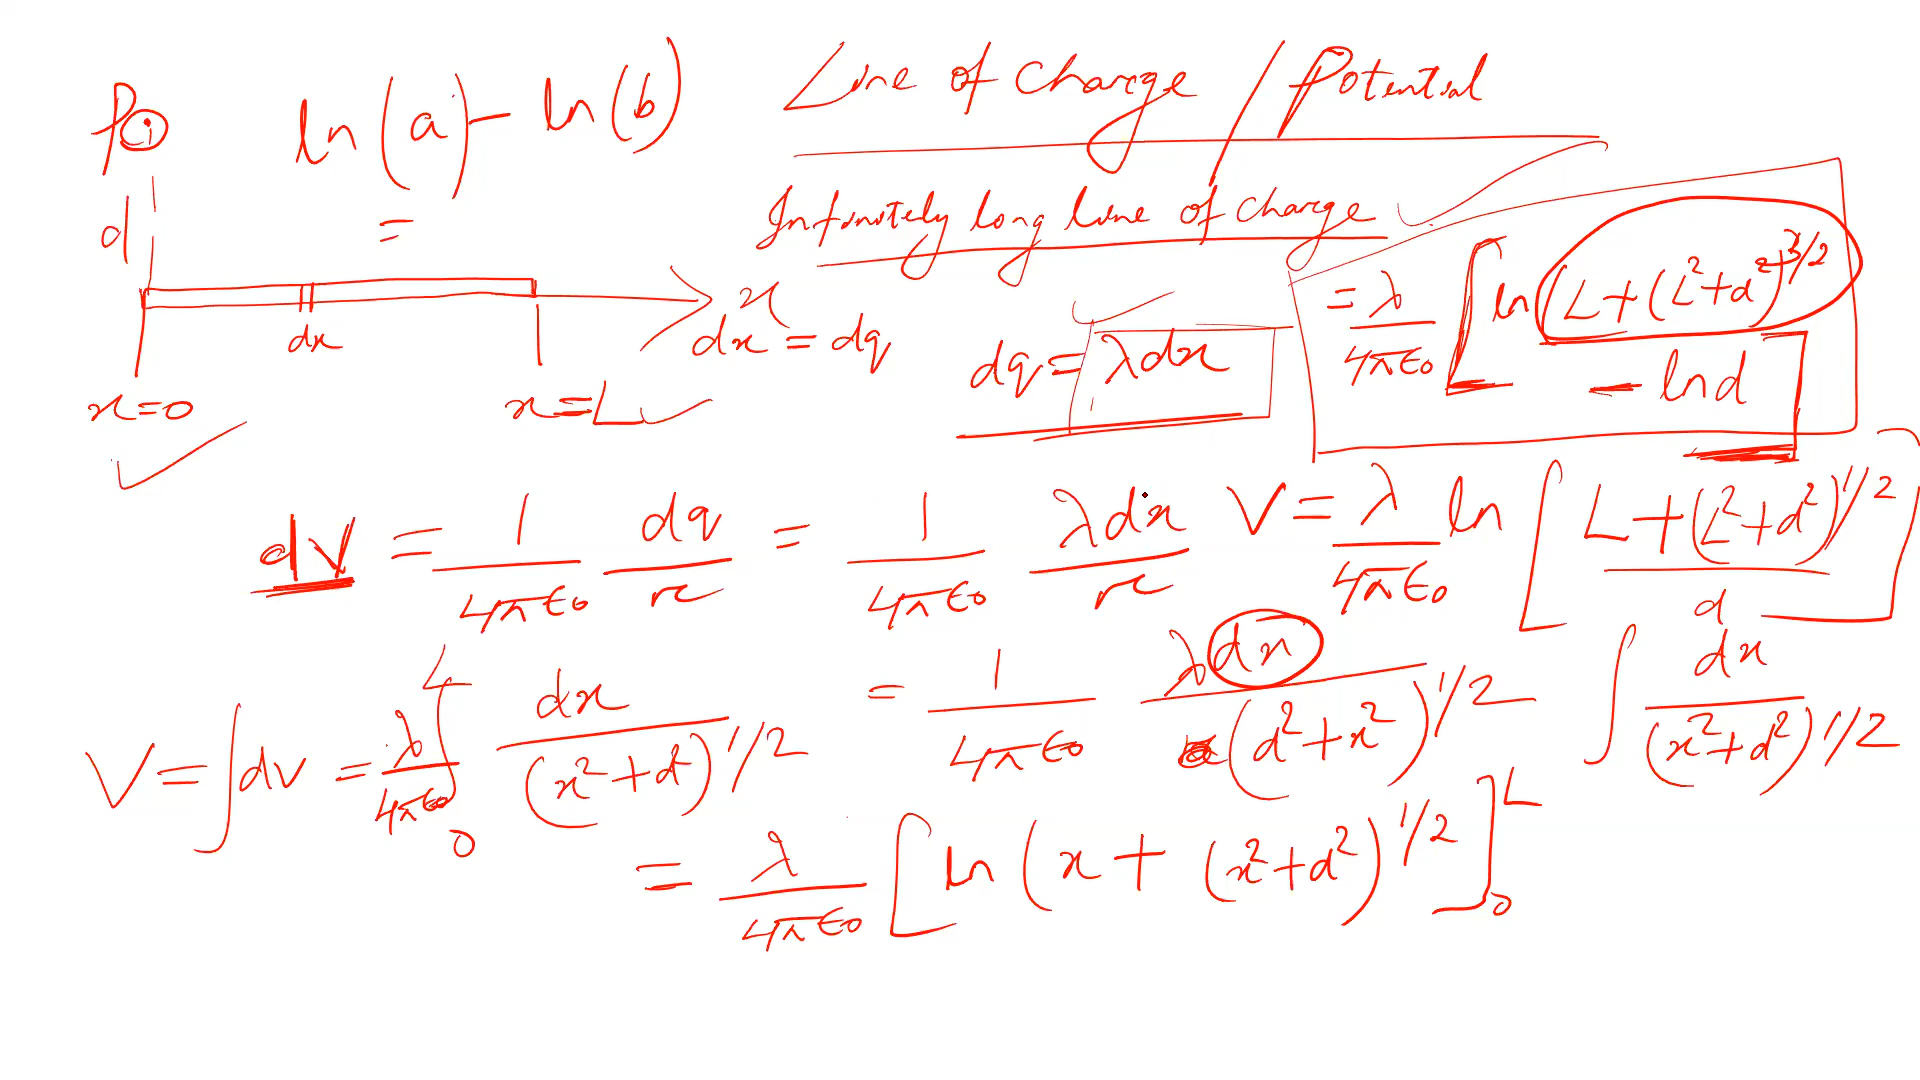 Line of Charge / Potential
P
ln(a) - ln(b)
=
Infinitely long line of charge
d
dx
x
x=0
x=L
dx = dq
dq = λdx
= λ/4πε₀ [ln(L+(L²+d²)^3/2
- ln d]
dV = 1/4πε₀ dq/r = 1/4πε₀ λdx/r
V = λ/4πε₀ ln [L+(L²+d²)^1/2 / d]
= 1/4πε₀ λdx/(d²+x²)^1/2
∫ dx/(x²+d²)^1/2
V = ∫dv = λ/4πε₀ ∫₀ᴸ dx/(x²+d²)^1/2
= λ/4πε₀ [ln(x+(x²+d²)^1/2]₀ᴸ